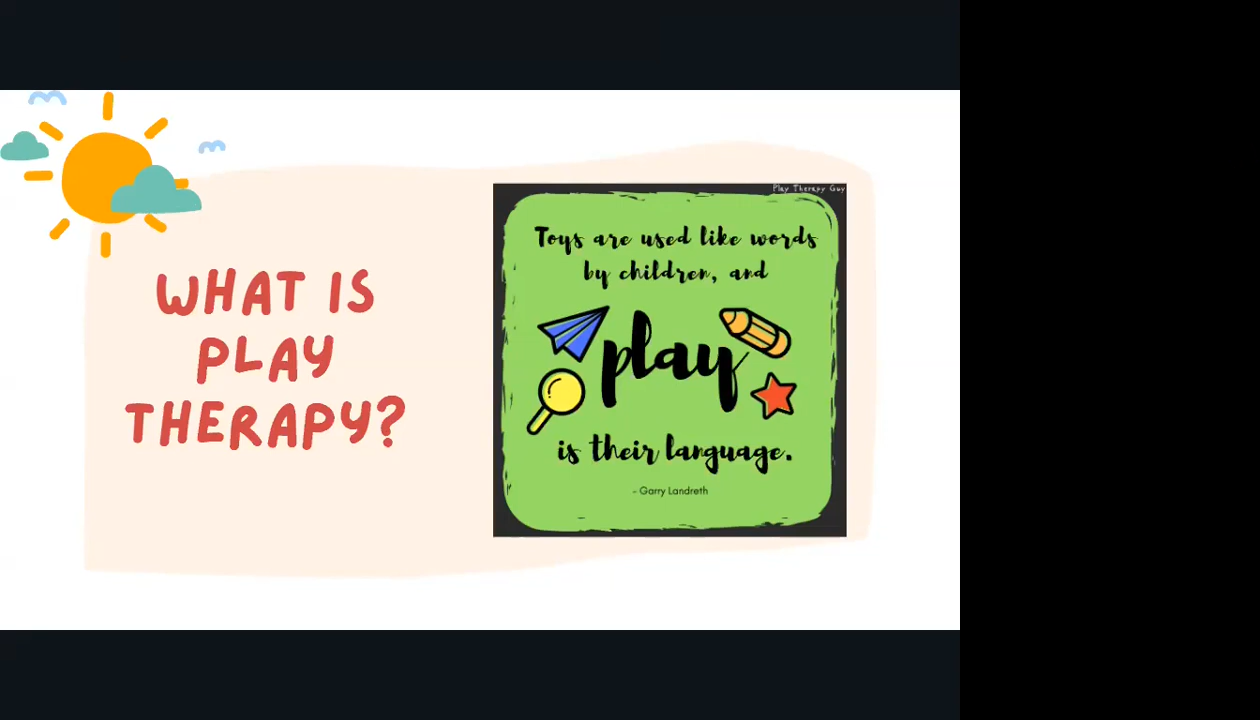 WHAT IS
PLAY
THERAPY?
Play Therapy Guy
Toys are used like words
by children, and
play
is their language.
- Garry Landreth